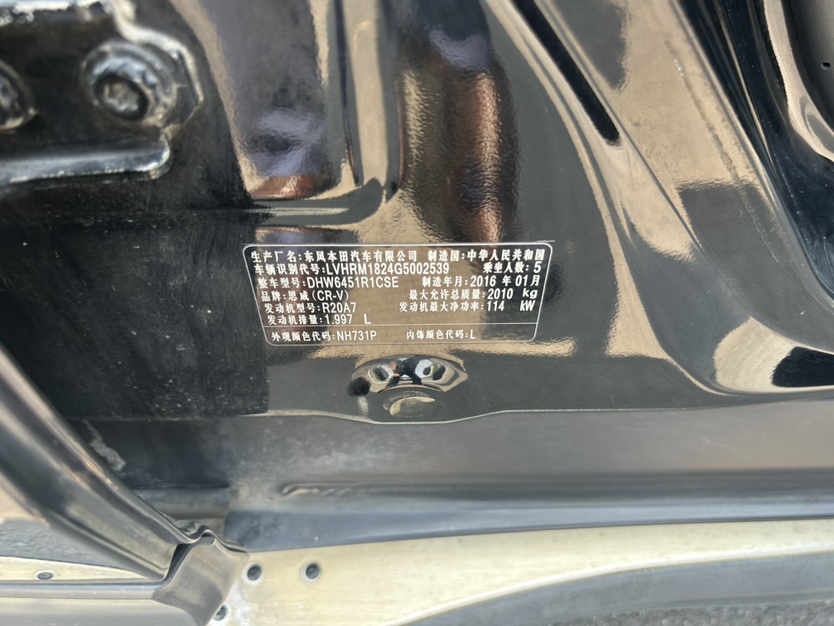 生产厂名:东风本田汽车有限公司 制造国:中华人民共和国
车辆识别代号:LVHRM1824G5002539 乘坐人数:5
整车型号:DHW6451R1CSE 制造年月:2016 年 01月
品牌:思威(CR-V) 最大允许总质量:2010 kg
发动机型号:R20A7 发动机最大净功率:114 kW
发动机排量:1.997 L
外观颜色代码:NH731P 内饰颜色代码:L